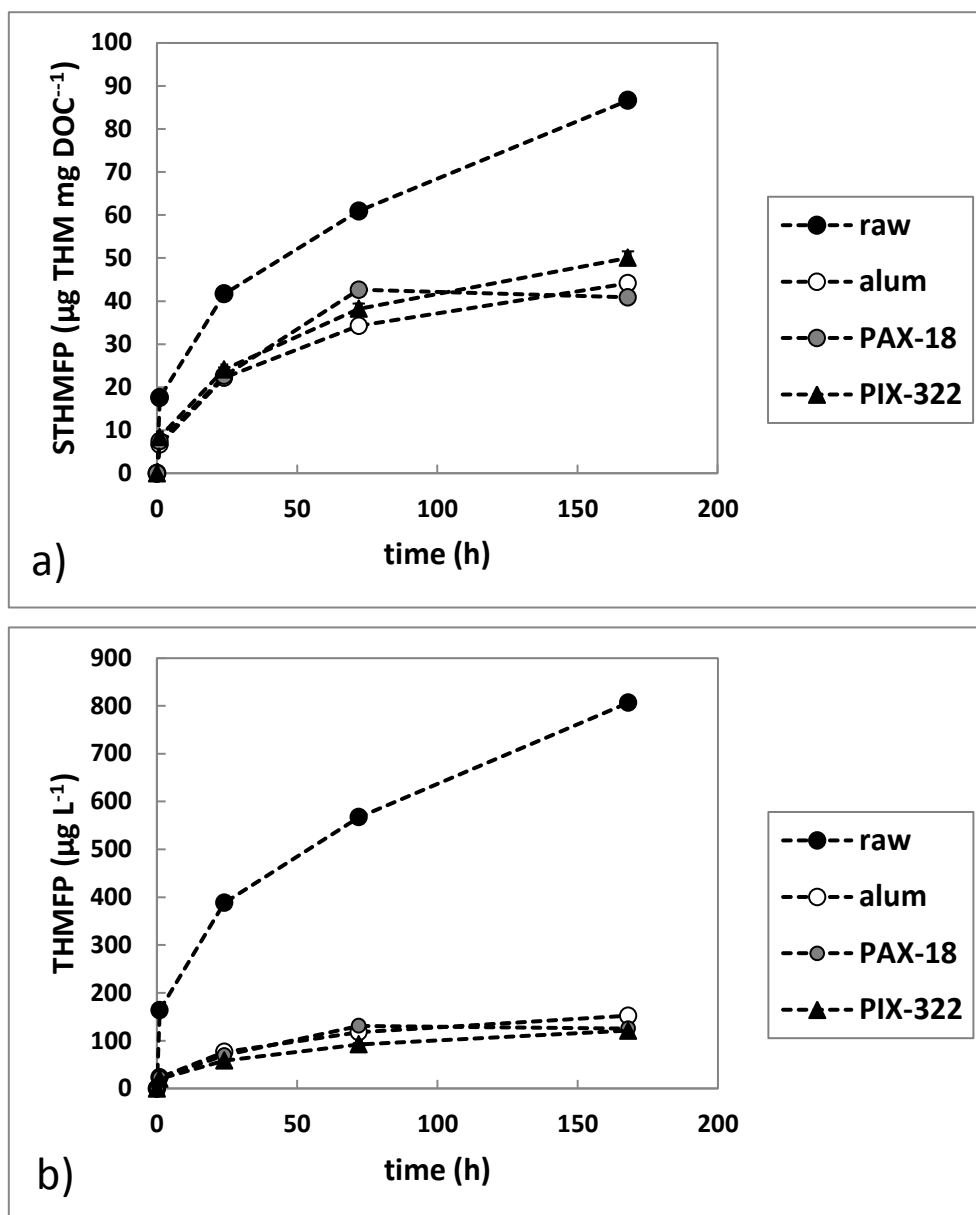 100
90
80
70
60
50
40
30
20
10
0
0 50 100 150 200
STHMFP (µg THM mg DOC⁻⁻¹)
time (h)
raw
alum
PAX-18
PIX-322
a)
900
800
700
600
500
400
300
200
100
0
0 50 100 150 200
THMFP (µg L⁻¹)
time (h)
raw
alum
PAX-18
PIX-322
b)